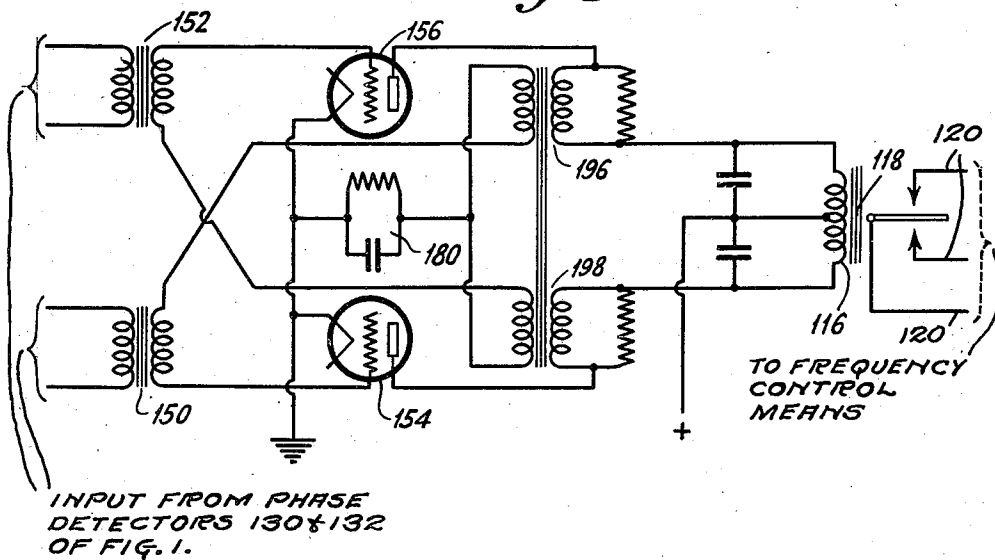 152
156
196
118
120
180
198
116
120
150
154
TO FREQUENCY
CONTROL
MEANS
+
INPUT FROM PHASE
DETECTORS 130 & 132
OF FIG. 1.